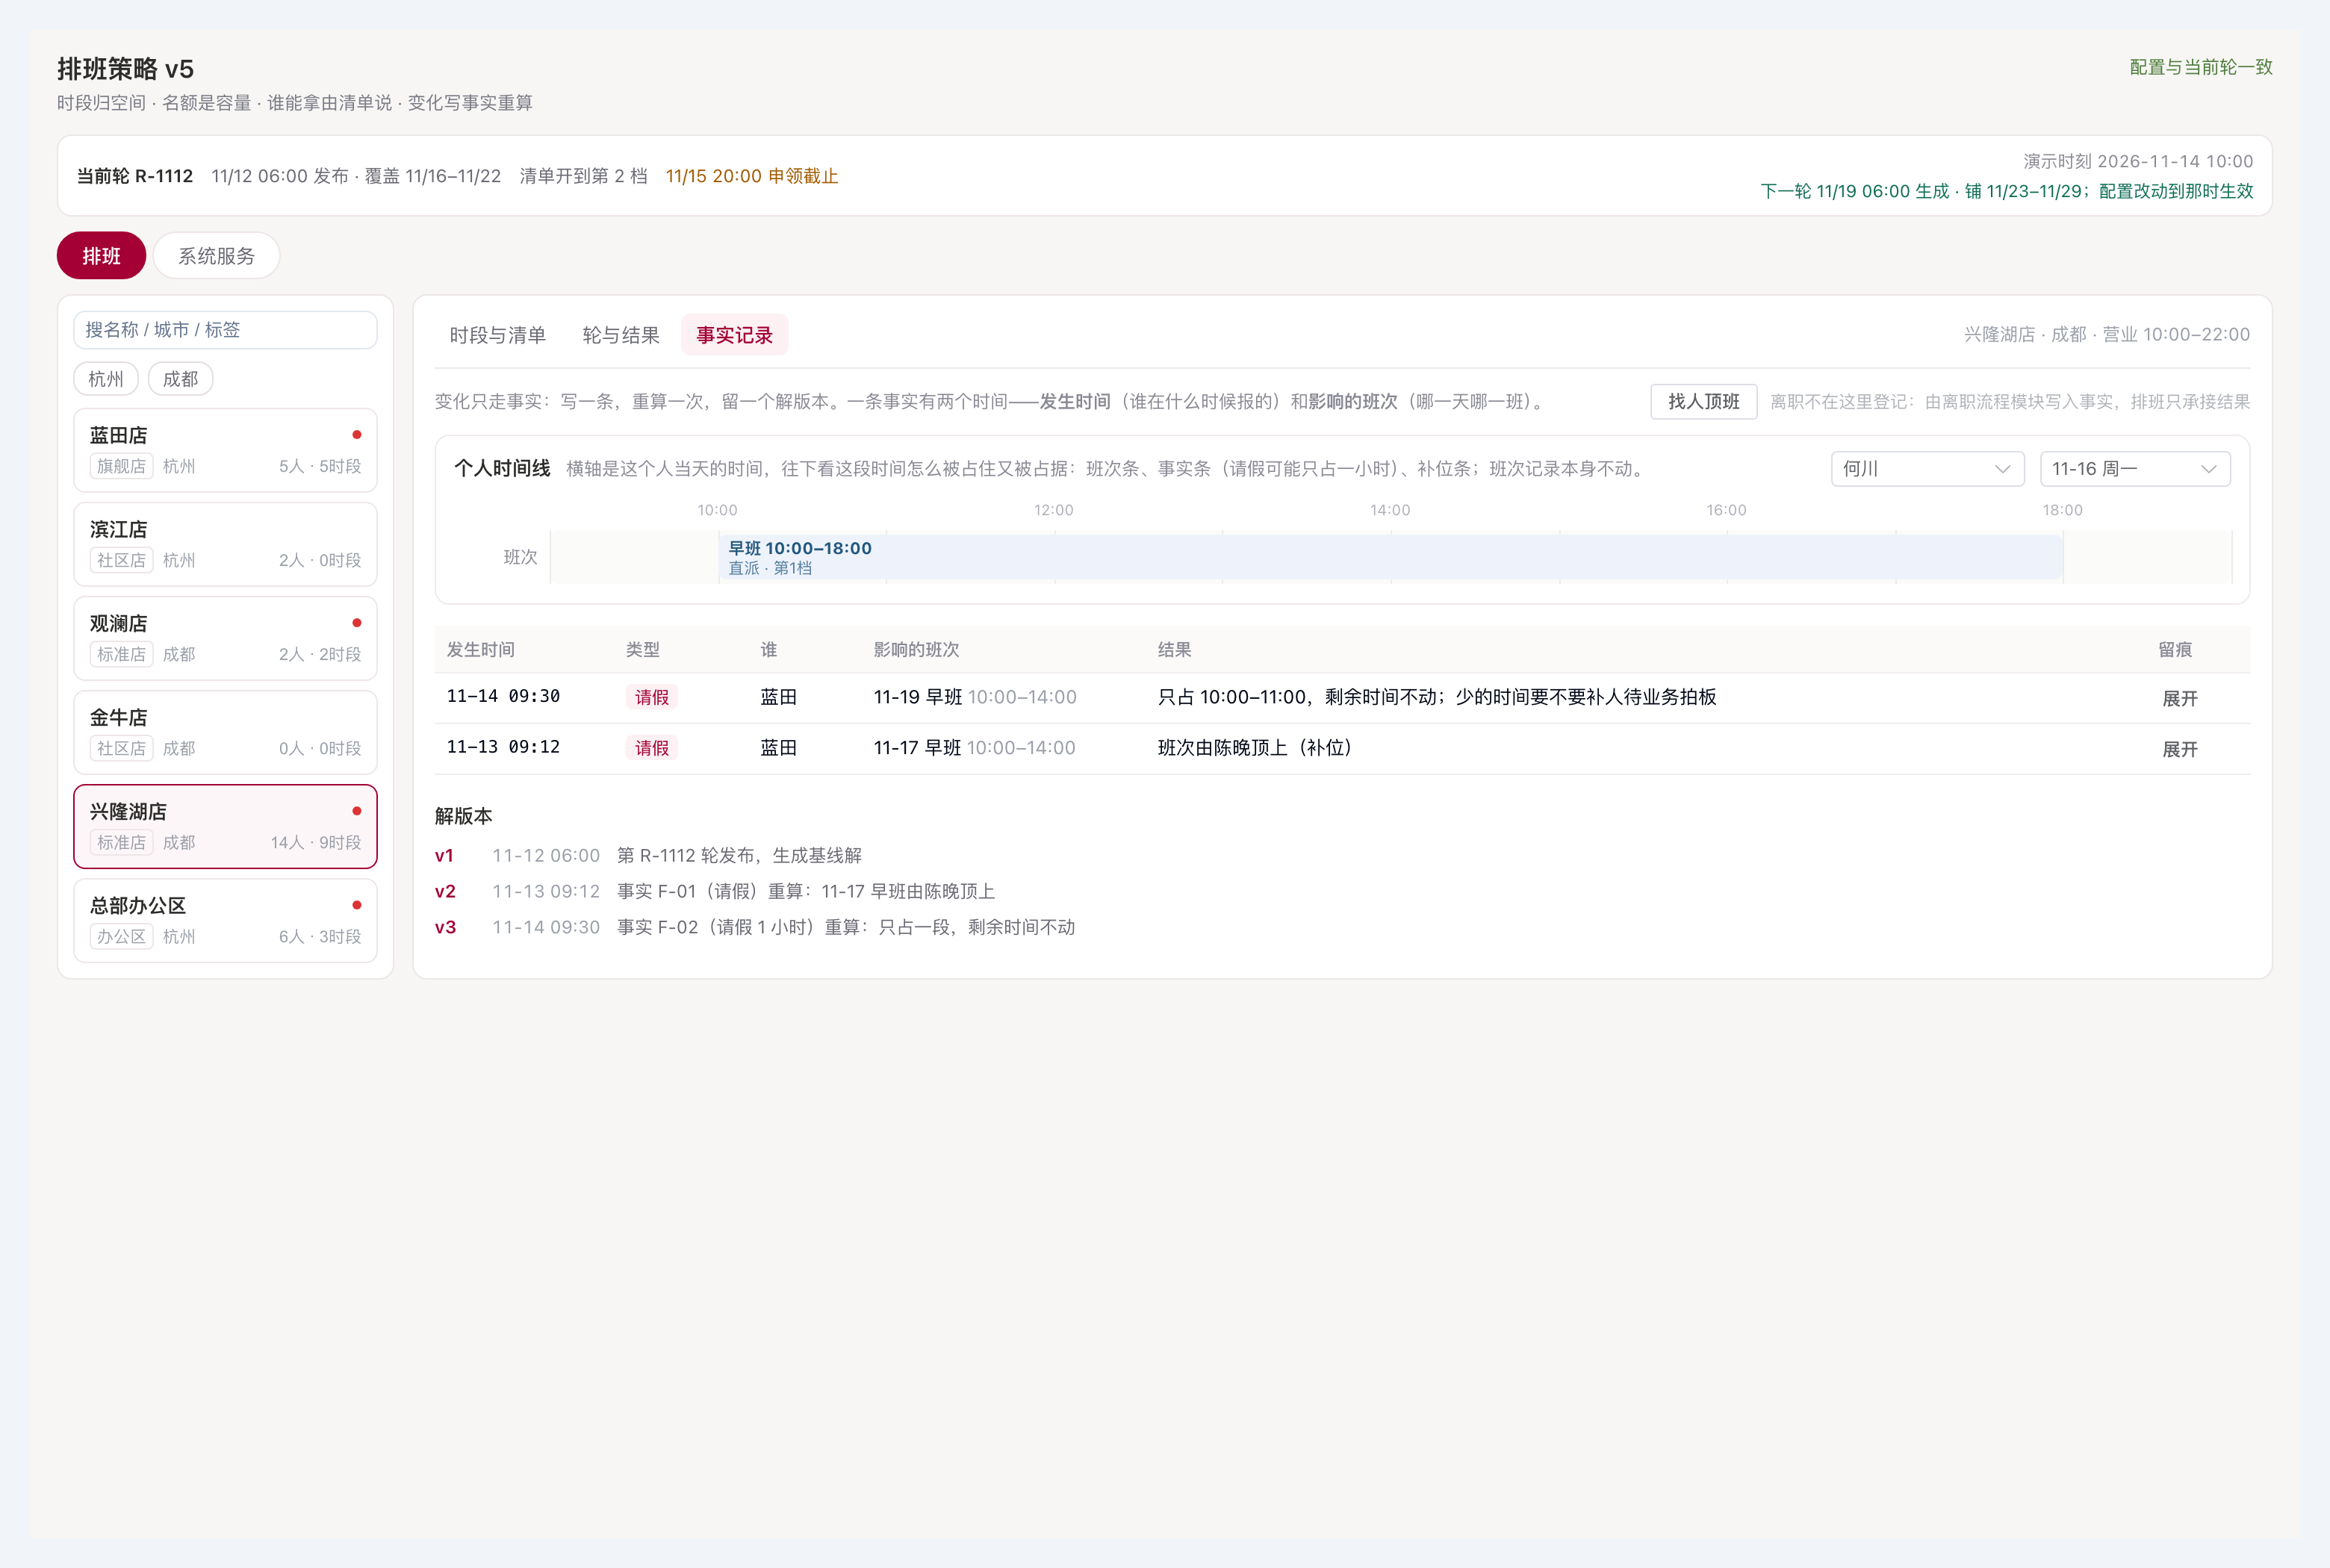 排班策略 v5
配置与当前轮一致
时段归空间 · 名额是容量 · 谁能拿由清单说 · 变化写事实重算
当前轮 R-1112 11/12 06:00 发布 · 覆盖 11/16–11/22 清单开到第 2 档 11/15 20:00 申领截止
演示时刻 2026-11-14 10:00
下一轮 11/19 06:00 生成 · 铺 11/23–11/29；配置改动到那时生效
排班 系统服务
搜名称 / 城市 / 标签
杭州 成都
蓝田店
旗舰店 杭州 5人 · 5时段
滨江店
社区店 杭州 2人 · 0时段
观澜店
标准店 成都 2人 · 2时段
金牛店
社区店 成都 0人 · 0时段
兴隆湖店
标准店 成都 14人 · 9时段
总部办公区
办公区 杭州 6人 · 3时段
时段与清单 轮与结果 事实记录 兴隆湖店 · 成都 · 营业 10:00–22:00
变化只走事实：写一条，重算一次，留一个解版本。一条事实有两个时间——发生时间（谁在什么时候报的）和影响的班次（哪一天哪一班）。 找人顶班 离职不在这里登记：由离职流程模块写入事实，排班只承接结果
个人时间线 横轴是这个人当天的时间，往下看这段时间怎么被占住又被占据：班次条、事实条（请假可能只占一小时）、补位条；班次记录本身不动。 何川 11-16 周一
10:00 12:00 14:00 16:00 18:00
班次
早班 10:00–18:00
直派 · 第1档
发生时间 类型 谁 影响的班次 结果 留痕
11-14 09:30 请假 蓝田 11-19 早班 10:00–14:00 只占 10:00–11:00，剩余时间不动；少的时间要不要补人待业务拍板 展开
11-13 09:12 请假 蓝田 11-17 早班 10:00–14:00 班次由陈晚顶上（补位） 展开
解版本
v1 11-12 06:00 第 R-1112 轮发布，生成基线解
v2 11-13 09:12 事实 F-01（请假）重算：11-17 早班由陈晚顶上
v3 11-14 09:30 事实 F-02（请假 1 小时）重算：只占一段，剩余时间不动